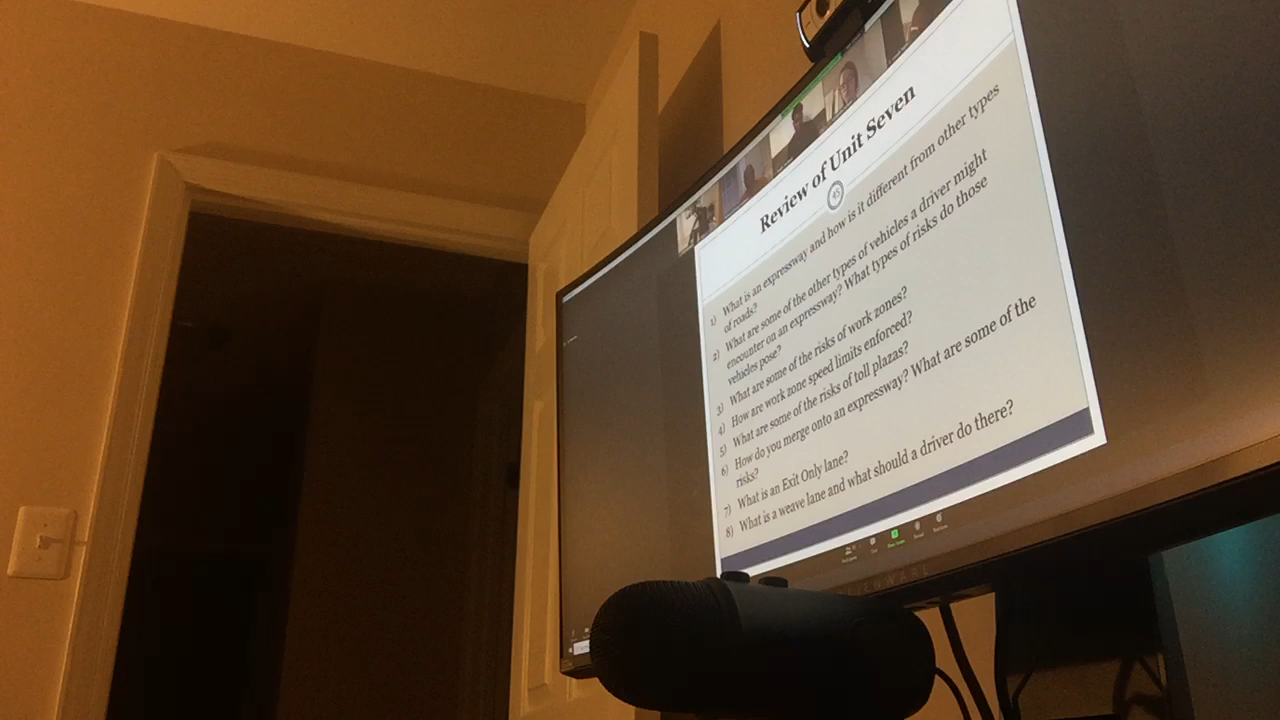 Review of Unit Seven
45
1) What is an expressway and how is it different from other types
of roads?
2) What are some of the other types of vehicles a driver might
encounter on an expressway? What types of risks do those
vehicles pose?
3) What are some of the risks of work zones?
4) How are work zone speed limits enforced?
5) What are some of the risks of toll plazas?
6) How do you merge onto an expressway? What are some of the
risks?
7) What is an Exit Only lane?
8) What is a weave lane and what should a driver do there?